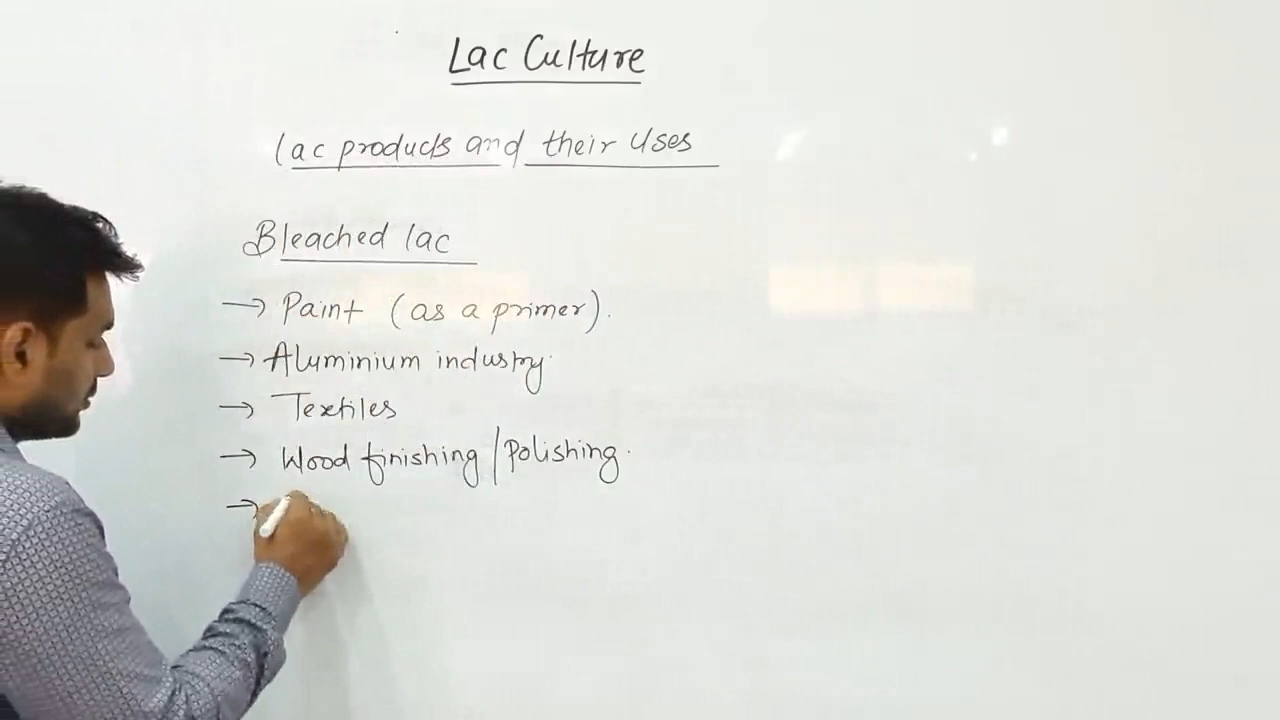 Lac Culture
Lac products and their Uses
Bleached lac
→ Paint (as a primer).
→ Aluminium industry.
→ Textiles
→ Wood finishing/Polishing.
→